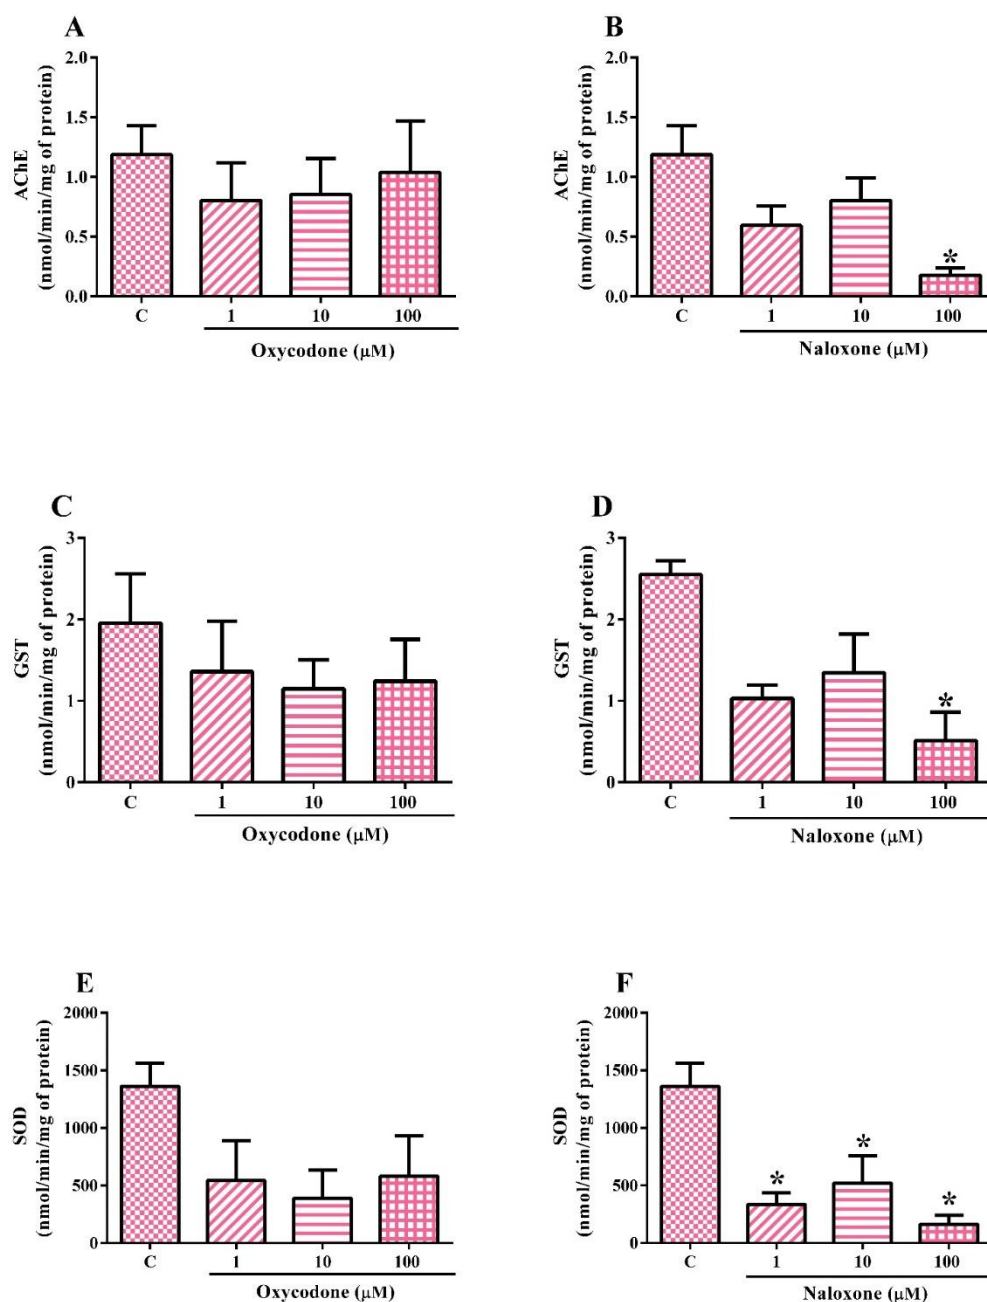 A
AChE
(nmol/min/mg of protein)
2.0
1.5
1.0
0.5
0.0
C 1 10 100
Oxycodone (µM)
B
AChE
(nmol/min/mg of protein)
2.0
1.5
1.0
0.5
0.0
*
C 1 10 100
Naloxone (µM)
C
GST
(nmol/min/mg of protein)
3
2
1
0
C 1 10 100
Oxycodone (µM)
D
GST
(nmol/min/mg of protein)
3
2
1
0
*
C 1 10 100
Naloxone (µM)
E
SOD
(nmol/min/mg of protein)
2000
1500
1000
500
0
C 1 10 100
Oxycodone (µM)
F
SOD
(nmol/min/mg of protein)
2000
1500
1000
500
0
* * *
C 1 10 100
Naloxone (µM)